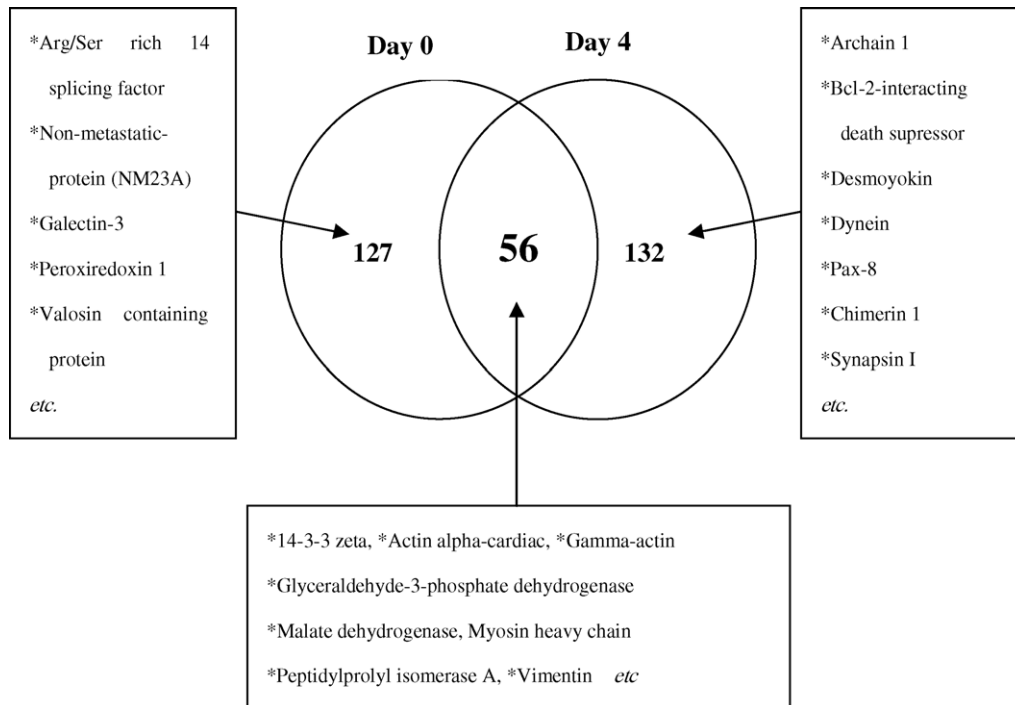 *Arg/Ser rich 14
splicing factor
*Non-metastatic-
protein (NM23A)
*Galectin-3
*Peroxiredoxin 1
*Valosin containing
protein
etc.
Day 0
Day 4
127
56
132
*Archain 1
*Bcl-2-interacting
death supressor
*Desmoyokin
*Dynein
*Pax-8
*Chimerin 1
*Synapsin I
etc.
*14-3-3 zeta, *Actin alpha-cardiac, *Gamma-actin
*Glyceraldehyde-3-phosphate dehydrogenase
*Malate dehydrogenase, Myosin heavy chain
*Peptidylprolyl isomerase A, *Vimentin etc